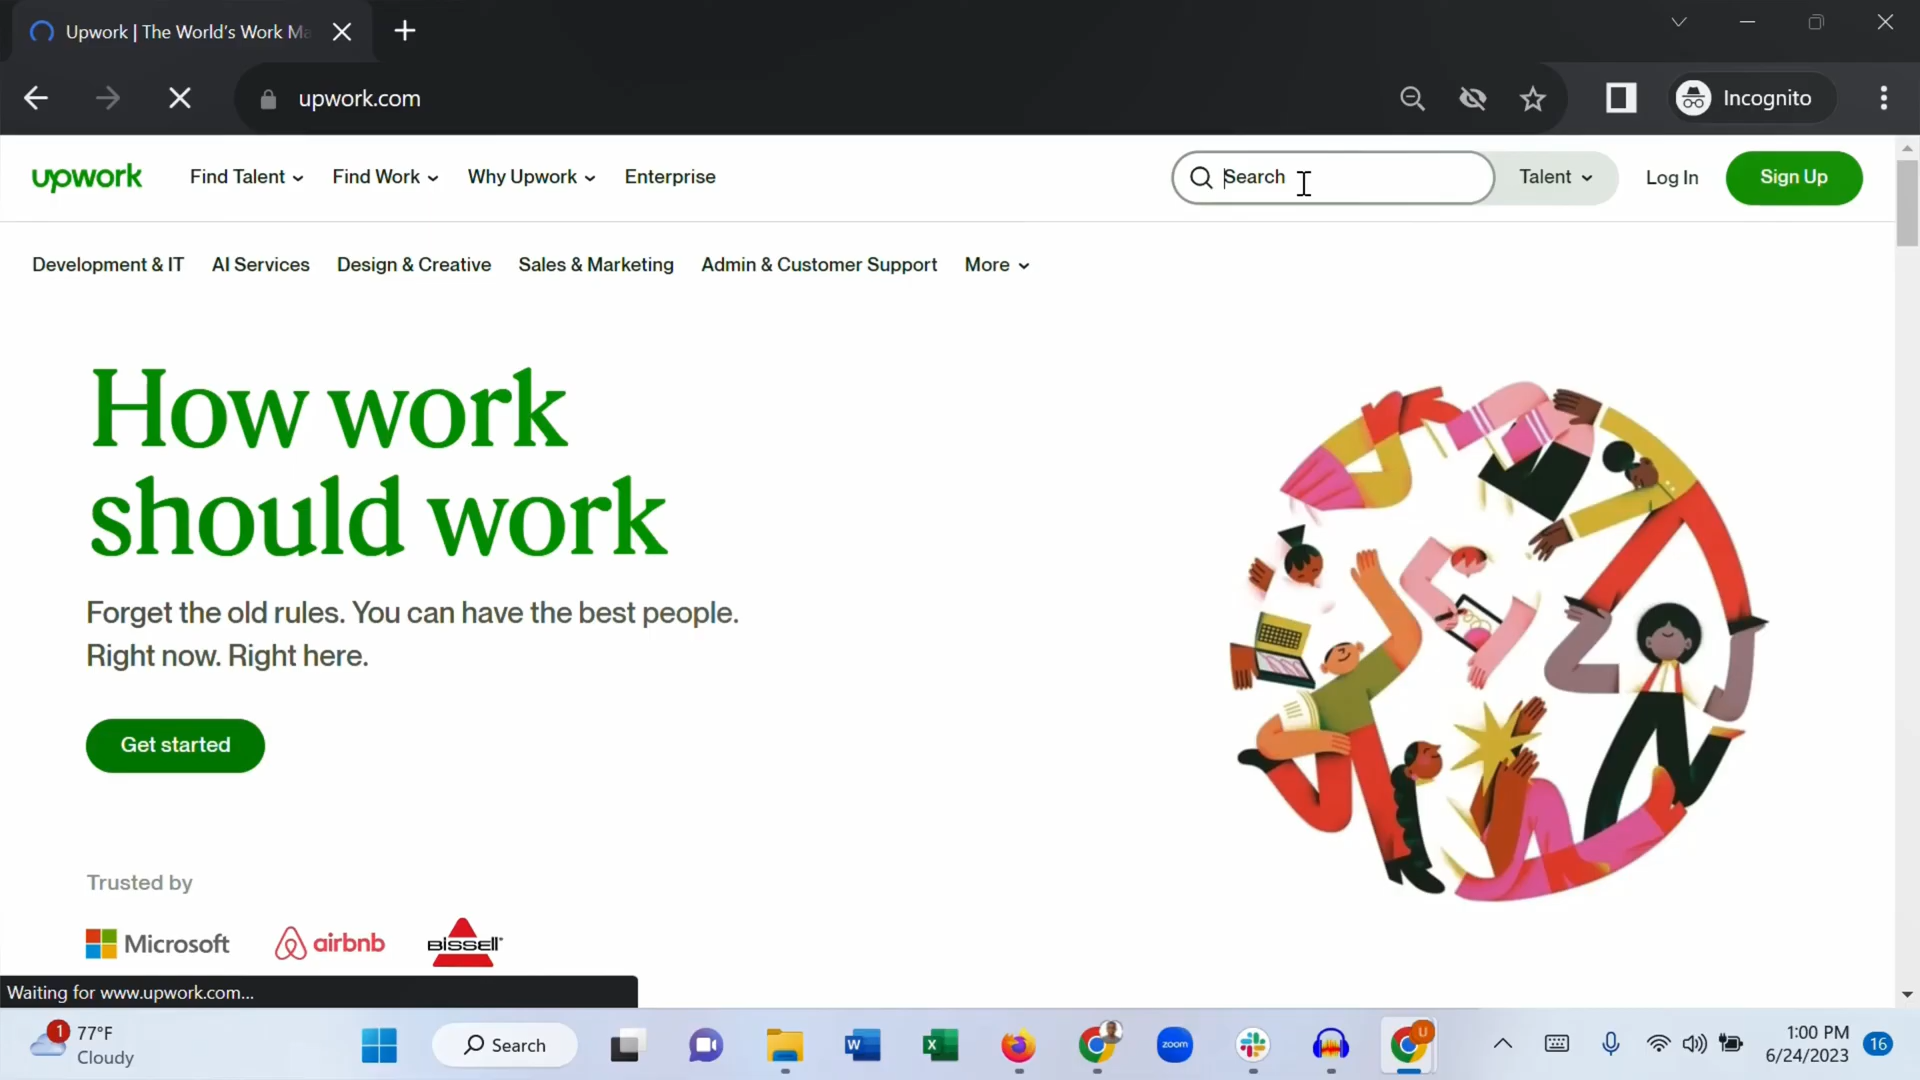 Upwork | The World's Work Ma
upwork.com
Incognito
upwork
Find Talent
Find Work
Why Upwork
Enterprise
Search
Talent
Log In
Sign Up
Development & IT
AI Services
Design & Creative
Sales & Marketing
Admin & Customer Support
More
How work
should work
Forget the old rules. You can have the best people.
Right now. Right here.
Get started
Trusted by
Microsoft
airbnb
BISSELL
Waiting for www.upwork.com...
1
77°F
Cloudy
Search
W
X
zoom
U
1:00 PM
6/24/2023
16